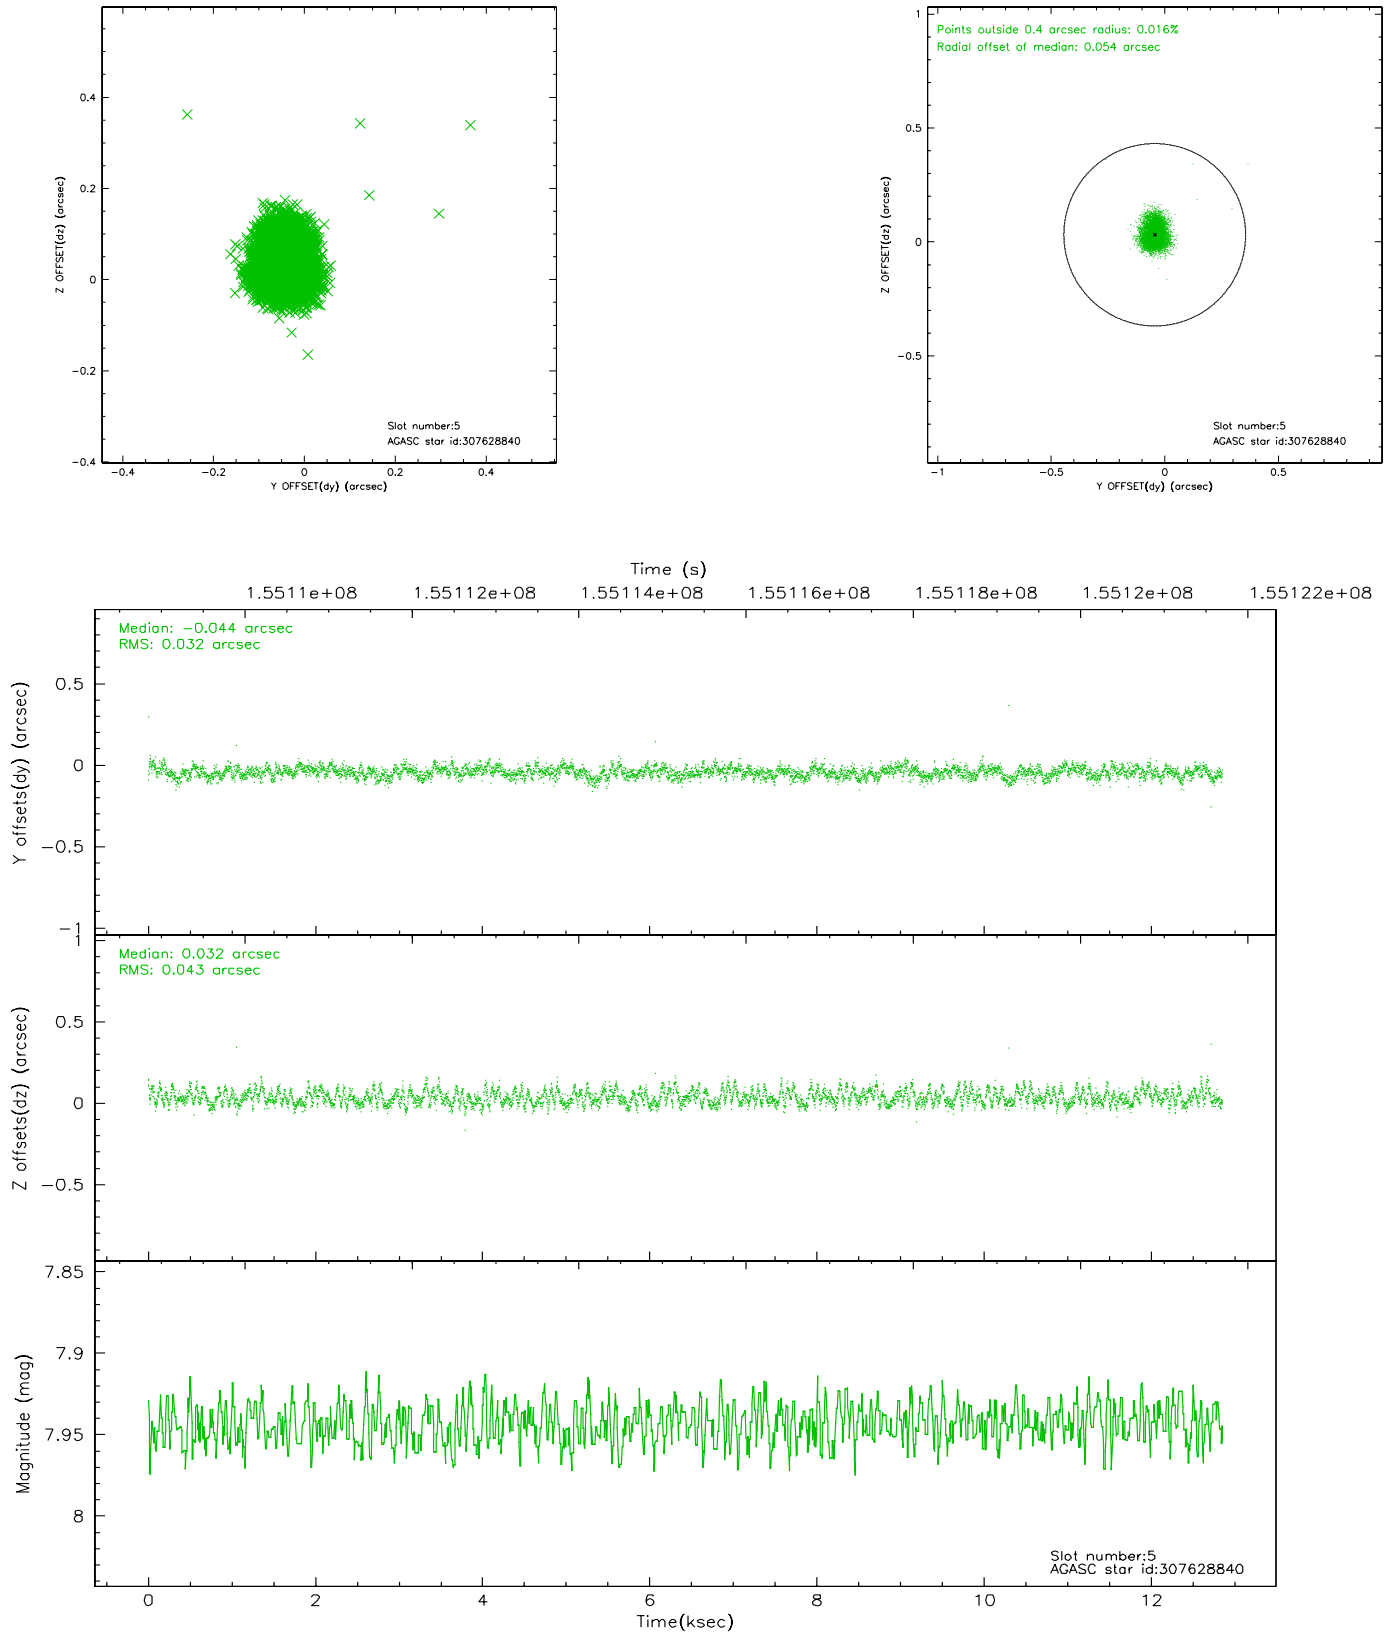 0.4
0.2
0
−0.2
−0.4
−0.4
−0.2
0
0.2
0.4
Z OFFSET(dz) (arcsec)
Y OFFSET(dy) (arcsec)
Slot number:5
AGASC star id:307628840
Points outside 0.4 arcsec radius: 0.016%
Radial offset of median: 0.054 arcsec
1
0.5
0
−0.5
−1
−0.5
0
0.5
Z OFFSET(dz) (arcsec)
Y OFFSET(dy) (arcsec)
Slot number:5
AGASC star id:307628840
Time (s)
1.5511e+08
1.55112e+08
1.55114e+08
1.55116e+08
1.55118e+08
1.5512e+08
1.55122e+08
Median: −0.044 arcsec
RMS: 0.032 arcsec
0.5
0
−0.5
−1
Y offsets(dy) (arcsec)
Median: 0.032 arcsec
RMS: 0.043 arcsec
1
0.5
0
−0.5
Z offsets(dz) (arcsec)
7.85
7.9
7.95
8
Magnitude (mag)
Slot number:5
AGASC star id:307628840
0
2
4
6
8
10
12
Time(ksec)